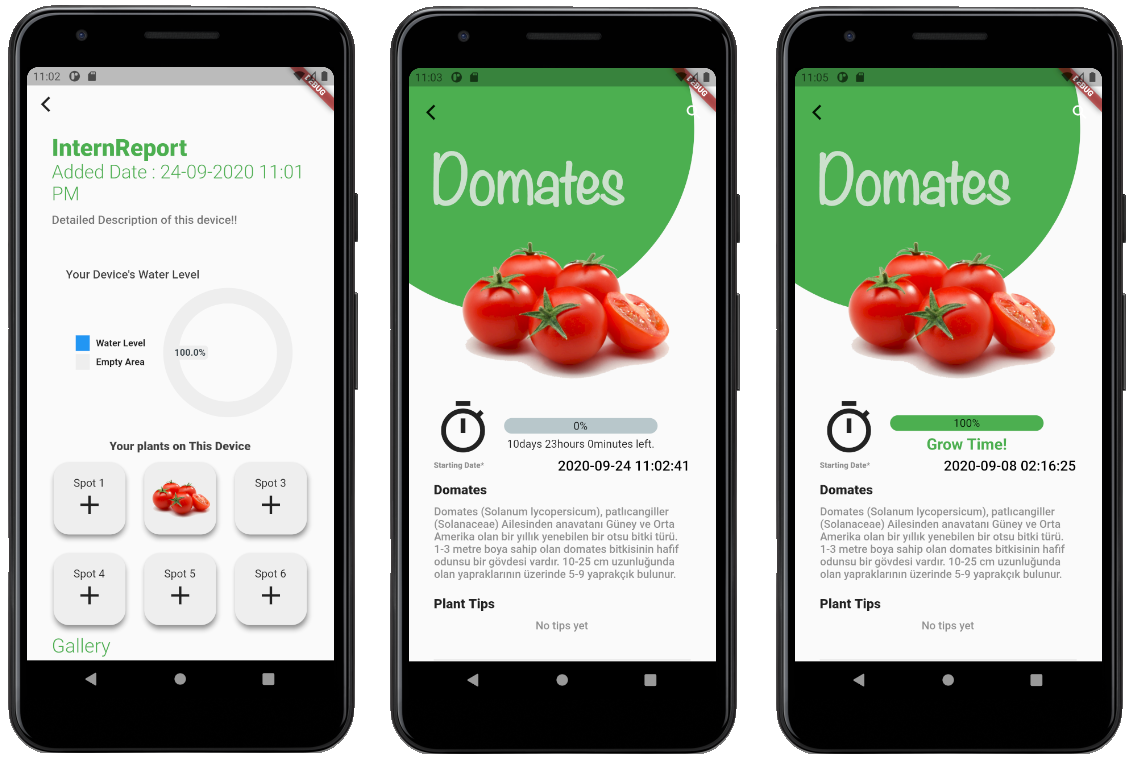 11:02
DEBUG
InternReport
Added Date : 24-09-2020 11:01
PM
Detailed Description of this device!!
Your Device's Water Level
Water Level
Empty Area
100.0%
Your plants on This Device
Spot 1
Spot 3
Spot 4
Spot 5
Spot 6
Gallery
11:03
DEBUG
Domates
0%
10days 23hours 0minutes left.
Starting Date*
2020-09-24 11:02:41
Domates
Domates (Solanum lycopersicum), patlıcangiller
(Solanaceae) Ailesinden anavatanı Güney ve Orta
Amerika olan bir yıllık yenebilen bir otsu bitki türü.
1-3 metre boya sahip olan domates bitkisinin hafif
odunsu bir gövdesi vardır. 10-25 cm uzunluğunda
olan yapraklarının üzerinde 5-9 yaprakçık bulunur.
Plant Tips
No tips yet
11:05
DEBUG
Domates
100%
Grow Time!
Starting Date*
2020-09-08 02:16:25
Domates
Domates (Solanum lycopersicum), patlıcangiller
(Solanaceae) Ailesinden anavatanı Güney ve Orta
Amerika olan bir yıllık yenebilen bir otsu bitki türü.
1-3 metre boya sahip olan domates bitkisinin hafif
odunsu bir gövdesi vardır. 10-25 cm uzunluğunda
olan yapraklarının üzerinde 5-9 yaprakçık bulunur.
Plant Tips
No tips yet